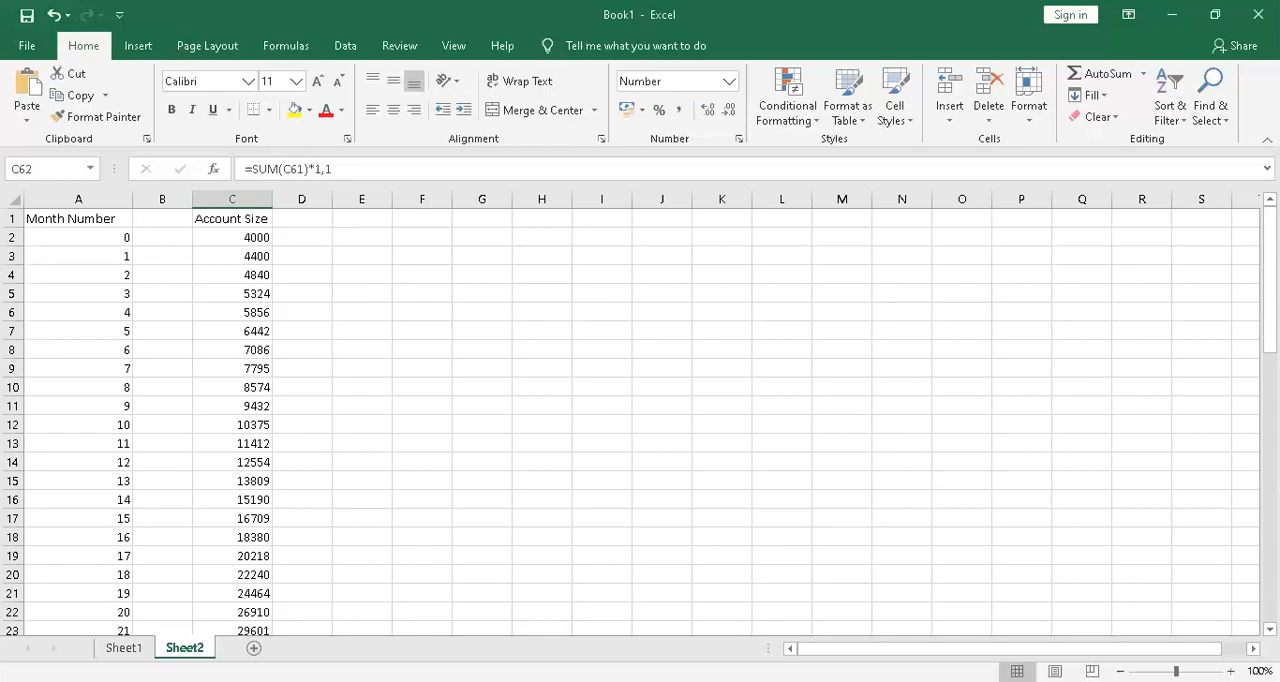 Book1 - Excel
Sign in
File Home Insert Page Layout Formulas Data Review View Help Tell me what you want to do Share
Paste Cut Calibri 11 Wrap Text Number Conditional Formatting Format as Table Cell Styles Insert Delete Format AutoSum Sort & Filter Find & Select
Copy B I U A Merge & Center % , Fill
Format Painter Clear
Clipboard Font Alignment Number Styles Cells Editing
C62 fx =SUM(C61)*1,1
A B C D E F G H I J K L M N O P Q R S
1 Month Number Account Size
2 0 4000
3 1 4400
4 2 4840
5 3 5324
6 4 5856
7 5 6442
8 6 7086
9 7 7795
10 8 8574
11 9 9432
12 10 10375
13 11 11412
14 12 12554
15 13 13809
16 14 15190
17 15 16709
18 16 18380
19 17 20218
20 18 22240
21 19 24464
22 20 26910
23 21 29601
Sheet1 Sheet2
100%